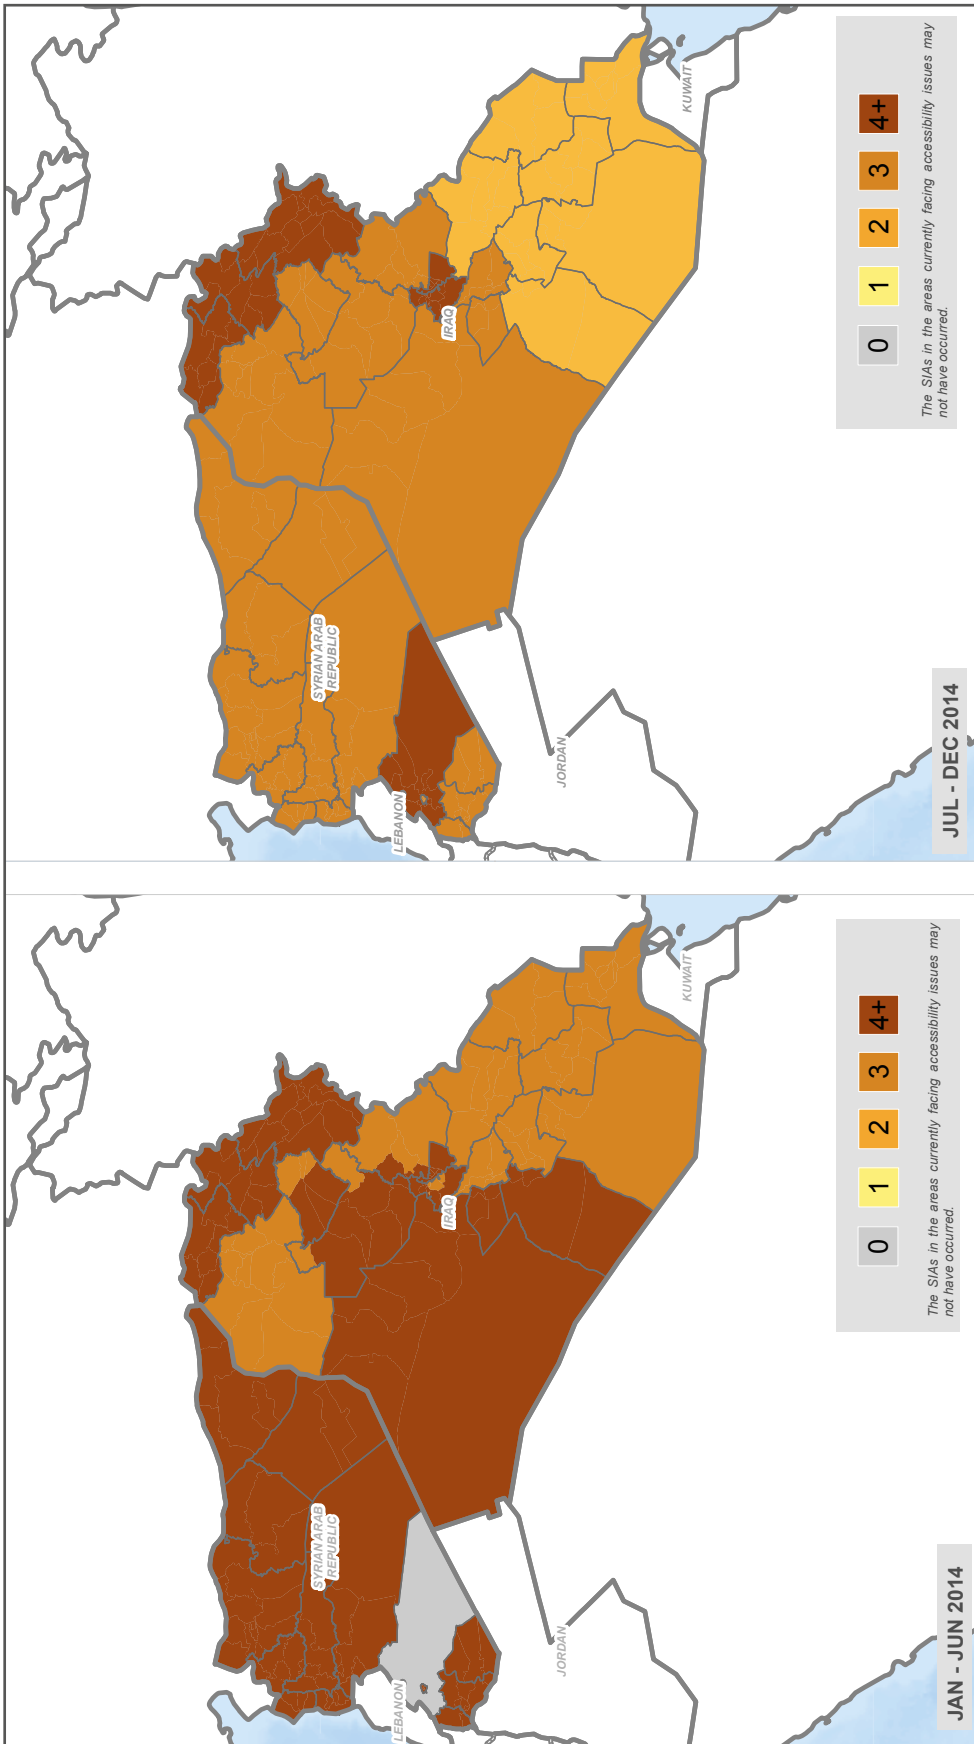 JAN - JUN 2014
SYRIAN ARAB
REPUBLIC
LEBANON
IRAQ
JORDAN
KUWAIT
0 1 2 3 4+
The SIAs in the areas currently facing accessibility issues may
not have occurred.
JUL - DEC 2014
SYRIAN ARAB
REPUBLIC
LEBANON
IRAQ
JORDAN
KUWAIT
0 1 2 3 4+
The SIAs in the areas currently facing accessibility issues may
not have occurred.